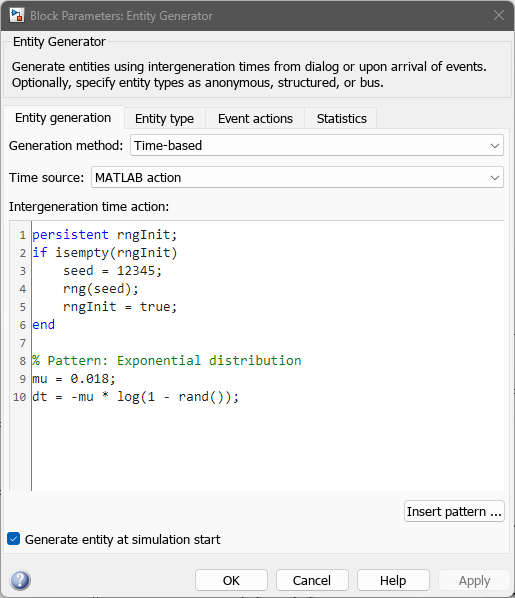 Block Parameters: Entity Generator
Entity Generator
Generate entities using intergeneration times from dialog or upon arrival of events.
Optionally, specify entity types as anonymous, structured, or bus.
Entity generation Entity type Event actions Statistics
Generation method: Time-based
Time source: MATLAB action
Intergeneration time action:
1 persistent rngInit;
2 if isempty(rngInit)
3     seed = 12345;
4     rng(seed);
5     rngInit = true;
6 end
7
8 % Pattern: Exponential distribution
9 mu = 0.018;
10 dt = -mu * log(1 - rand());
Insert pattern ...
Generate entity at simulation start
? OK Cancel Help Apply